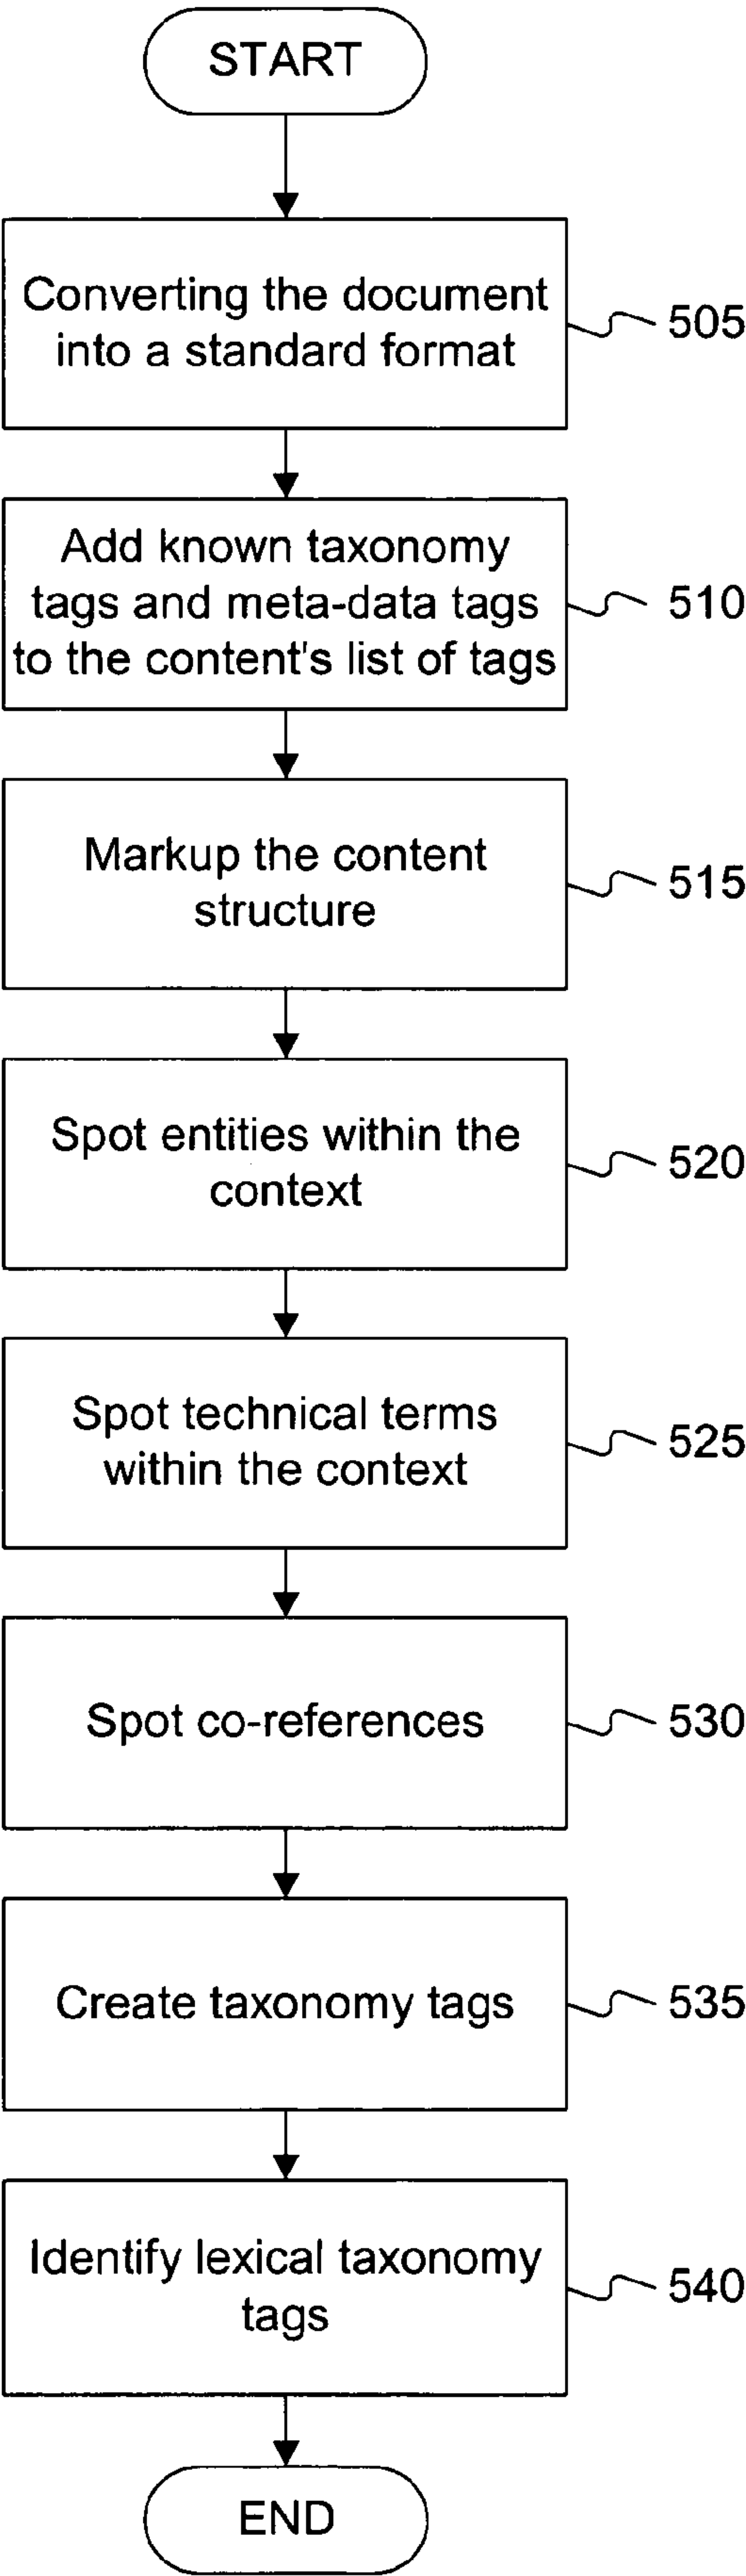 START
Converting the document
into a standard format
505
Add known taxonomy
tags and meta-data tags
to the content's list of tags
510
Markup the content
structure
515
Spot entities within the
context
520
Spot technical terms
within the context
525
Spot co-references
530
Create taxonomy tags
535
Identify lexical taxonomy
tags
540
END